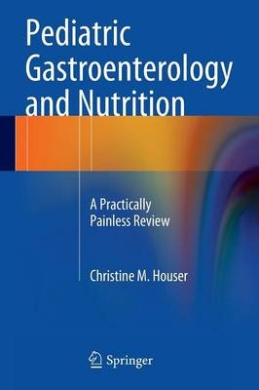 Pediatric
Gastroenterology
and Nutrition
A Practically
Painless Review
Christine M. Houser
Springer